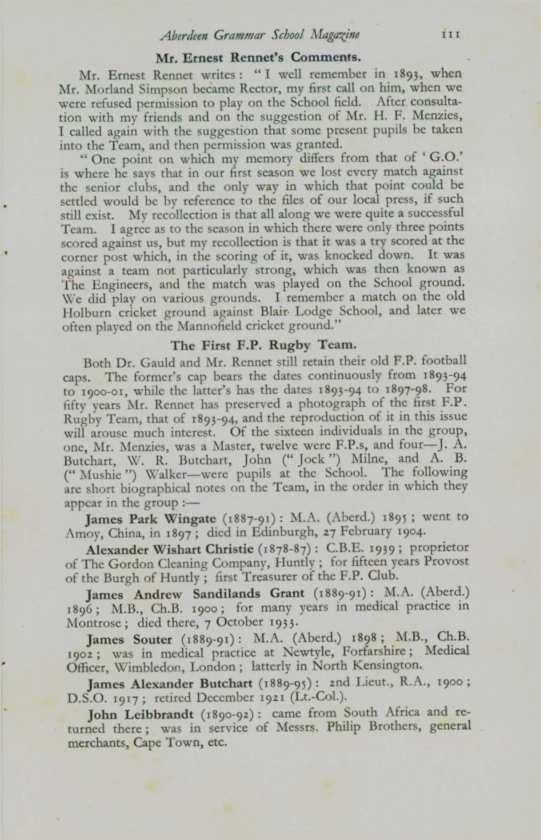 Aberdeen Grammar School Magazine 111
Mr. Ernest Rennet's Comments.
Mr. Ernest Rennet writes : " I well remember in 1893, when
Mr. Morland Simpson became Rector, my first call on him, when we
were refused permission to play on the School field. After consulta-
tion with my friends and on the suggestion of Mr. H. F. Menzies,
I called again with the suggestion that some present pupils be taken
into the Team, and then permission was granted.
" One point on which my memory differs from that of ' G.O.'
is where he says that in our first season we lost every match against
the senior clubs, and the only way in which that point could be
settled would be by reference to the files of our local press, if such
still exist. My recollection is that all along we were quite a successful
Team. I agree as to the season in which there were only three points
scored against us, but my recollection is that it was a try scored at the
corner post which, in the scoring of it, was knocked down. It was
against a team not particularly strong, which was then known as
The Engineers, and the match was played on the School ground.
We did play on various grounds. I remember a match on the old
Holburn cricket ground against Blair Lodge School, and later we
often played on the Mannofield cricket ground."
The First F.P. Rugby Team.
Both Dr. Gauld and Mr. Rennet still retain their old F.P. football
caps. The former's cap bears the dates continuously from 1893-94
to 1900-01, while the latter's has the dates 1893-94 to 1897-98. For
fifty years Mr. Rennet has preserved a photograph of the first F.P.
Rugby Team, that of 1893-94, and the reproduction of it in this issue
will arouse much interest. Of the sixteen individuals in the group,
one, Mr. Menzies, was a Master, twelve were F.P.s, and four—J. A.
Butchart, W. R. Butchart, John (" Jock ") Milne, and A. B.
(" Mushie ") Walker—were pupils at the School. The following
are short biographical notes on the Team, in the order in which they
appear in the group :—
James Park Wingate (1887-91) : M.A. (Aberd.) 1895 ; went to
Amoy, China, in 1897 ; died in Edinburgh, 27 February 1904.
Alexander Wishart Christie (1878-87) : C.B.E. 1939 ; proprietor
of The Gordon Cleaning Company, Huntly ; for fifteen years Provost
of the Burgh of Huntly ; first Treasurer of the F.P. Club.
James Andrew Sandilands Grant (1889-91) : M.A. (Aberd.)
1896 ; M.B., Ch.B. 1900 ; for many years in medical practice in
Montrose ; died there, 7 October 1933.
James Souter (1889-91) : M.A. (Aberd.) 1898 ; M.B., Ch.B.
1902 ; was in medical practice at Newtyle, Forfarshire ; Medical
Officer, Wimbledon, London ; latterly in North Kensington.
James Alexander Butchart (1889-95) : 2nd Lieut., R.A., 1900 ;
D.S.O. 1917 ; retired December 1921 (Lt.-Col.).
John Leibbrandt (1890-92) : came from South Africa and re-
turned there ; was in service of Messrs. Philip Brothers, general
merchants, Cape Town, etc.